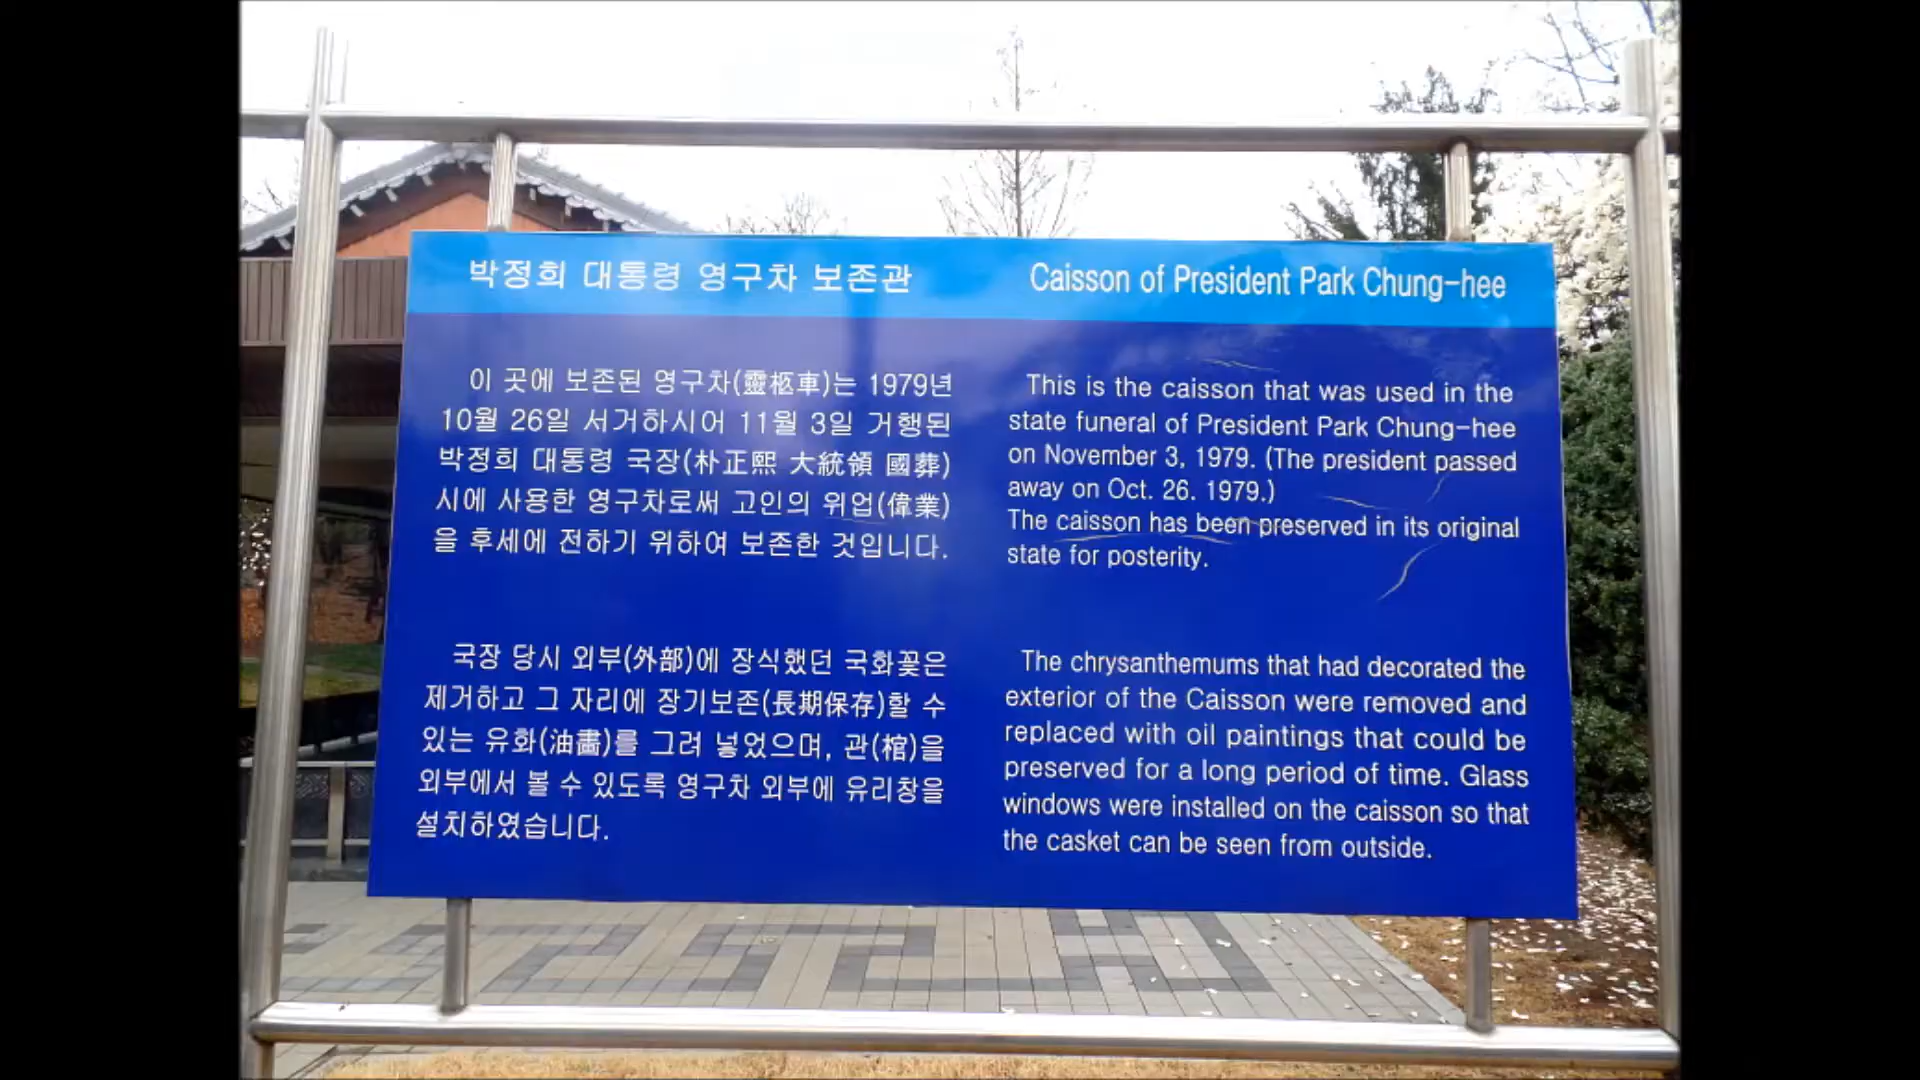 박정희 대통령 영구차 보존관
이 곳에 보존된 영구차(靈柩車)는 1979년
10월 26일 서거하시어 11월 3일 거행된
박정희 대통령 국장(朴正熙 大統領 國葬)
시에 사용한 영구차로써 고인의 위업(偉業)
을 후세에 전하기 위하여 보존한 것입니다.
국장 당시 외부(外部)에 장식했던 국화꽃은
제거하고 그 자리에 장기보존(長期保存)할 수
있는 유화(油畵)를 그려 넣었으며, 관(棺)을
외부에서 볼 수 있도록 영구차 외부에 유리창을
설치하였습니다.
Caisson of President Park Chung-hee
This is the caisson that was used in the
state funeral of President Park Chung-hee
on November 3, 1979. (The president passed
away on Oct. 26. 1979.)
The caisson has been preserved in its original
state for posterity.
The chrysanthemums that had decorated the
exterior of the Caisson were removed and
replaced with oil paintings that could be
preserved for a long period of time. Glass
windows were installed on the caisson so that
the casket can be seen from outside.